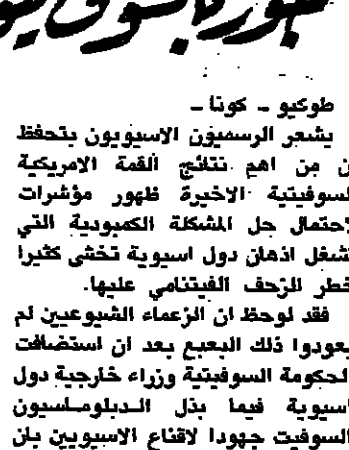 طوكيو ـ كونا ـ
يشعر الرسميون الاسيويون بتحفظ
ن من اهم نتائج القمة الامريكية
لسوفيتية الاخيرة ظهور مؤشرات
احتمال حل المشكلة الكمبودية التي
شغل اذهان دول اسيوية تخشى كثيرا
خطر الزحف الفيتنامي عليها.
فقد لوحظ ان الزعماء الشيوعيين لم
يعودوا ذلك البعبع بعد ان استضافت
لحكومة السوفيتية وزراء خارجية دول
اسيوية فيما بذل الدبلوماسيون
السوفيت جهودا لاقناع الاسيويين بان